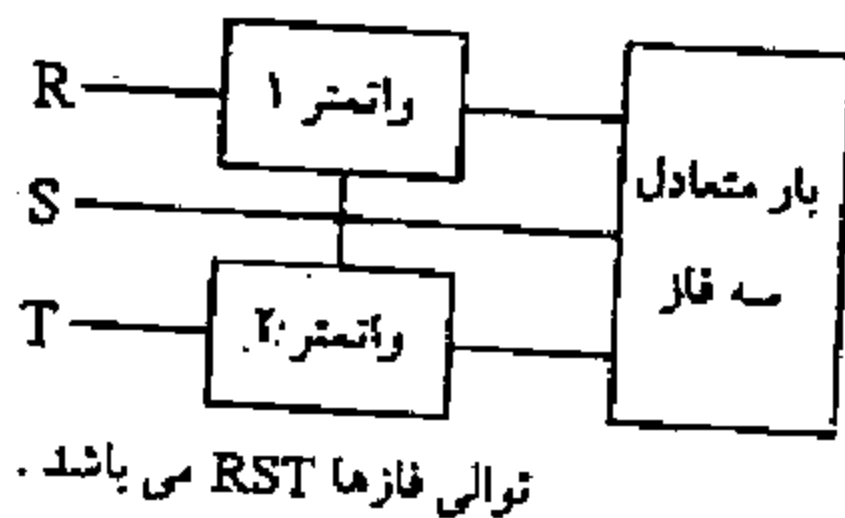 R
واتمتر ۱
S
بار متعادل
سه فاز
T
واتمتر ۲
توالی فازها RST می باشد .